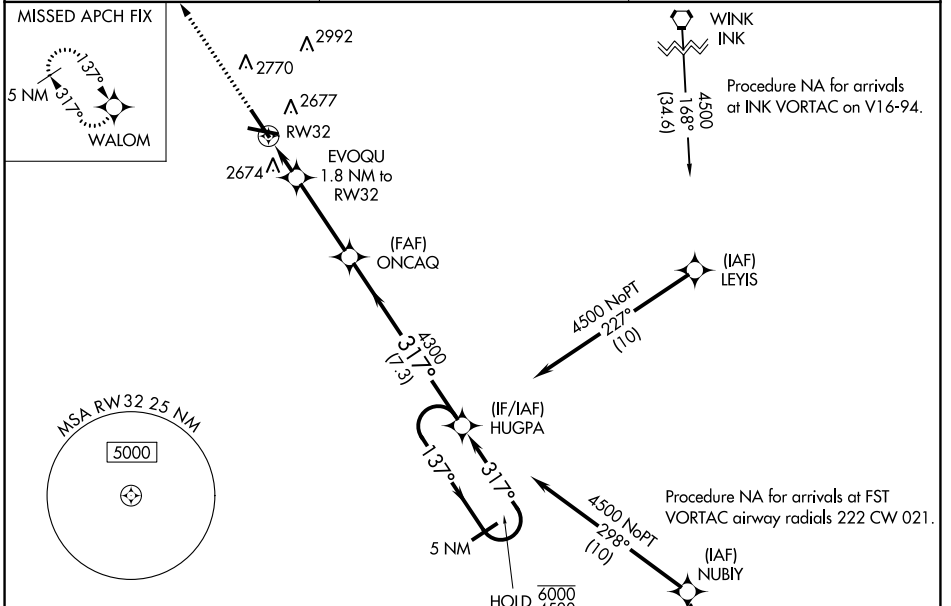 MISSED APCH FIX
137°
5 NM
317°
WALOM
2992
2770
2677
RW32
2674
EVOQU
1.8 NM to
RW32
WINK
INK
4500
168°
(34.6)
Procedure NA for arrivals
at INK VORTAC on V16-94.
(FAF)
ONCAQ
(IAF)
LEYIS
4500 NoPT
227°
(10)
4300
317°
(7.3)
(IF/IAF)
HUGPA
137°
317°
5 NM
MSA RW32 25 NM
5000
4500 NoPT
298°
(10)
Procedure NA for arrivals at FST
VORTAC airway radials 222 CW 021.
(IAF)
NUBIY
HOLD 6000